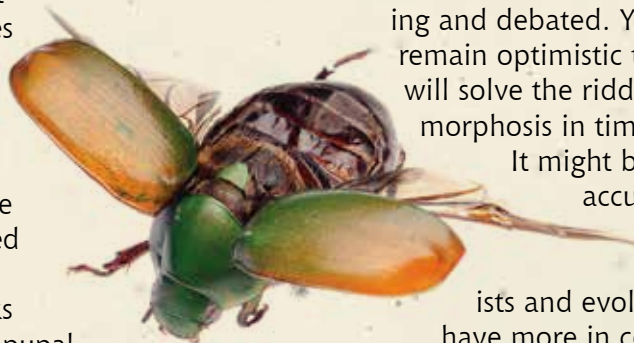 es
e
ed
s
pupal
ing and debated. Y
remain optimistic t
will solve the ridd
morphosis in tim
It might b
accu
ists and evol
have more in c